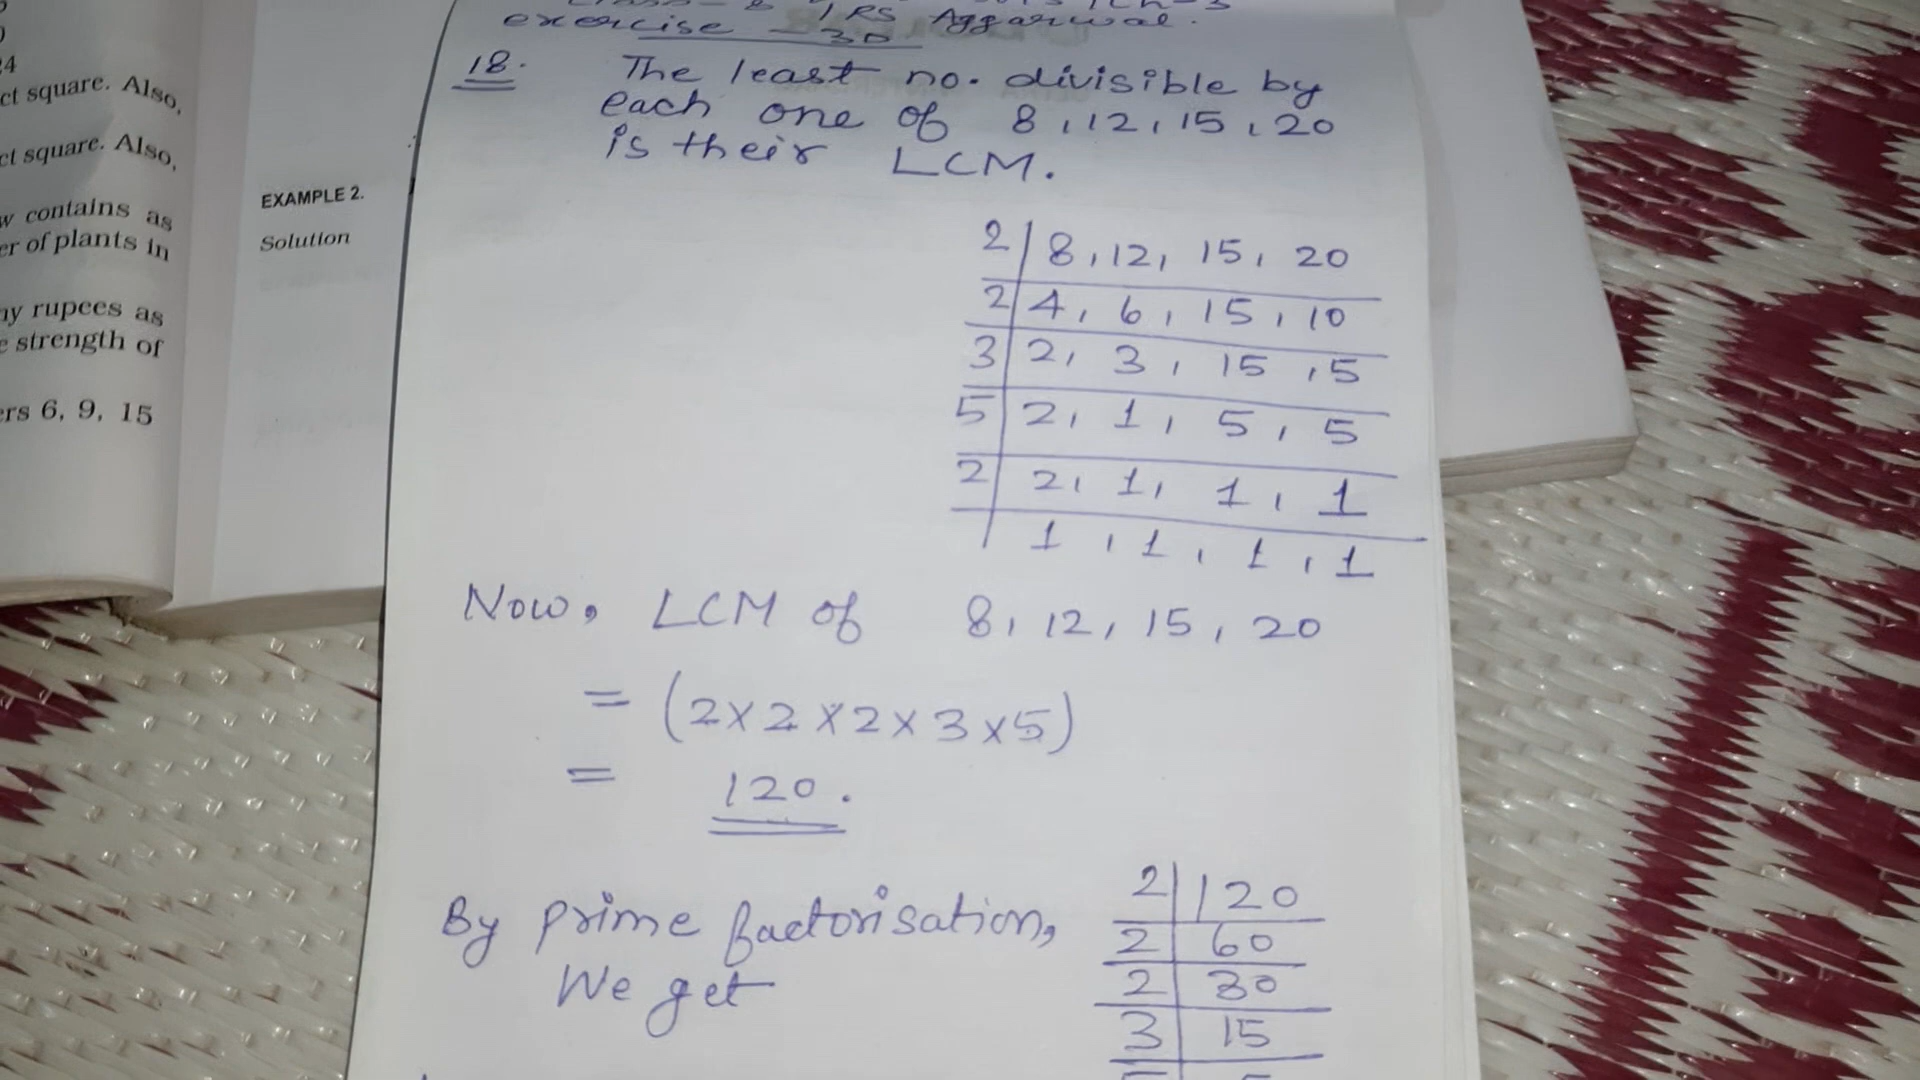 24
ct square. Also,
ct square. Also,
w contains as
er of plants in
ny rupees as
e strength of
ers 6, 9, 15
EXAMPLE 2.
Solution
exercise - 3D RS Aggarwal.
18. The least no. divisible by
each one of 8, 12, 15, 20
is their LCM.
2 8, 12, 15, 20
2 4, 6, 15, 10
3 2, 3, 15, 5
5 2, 1, 5, 5
2 2, 1, 1, 1
1, 1, 1, 1
Now, LCM of 8, 12, 15, 20
= (2×2×2×3×5)
= 120.
By prime factorisation,
We get
2 120
2 60
2 30
3 15